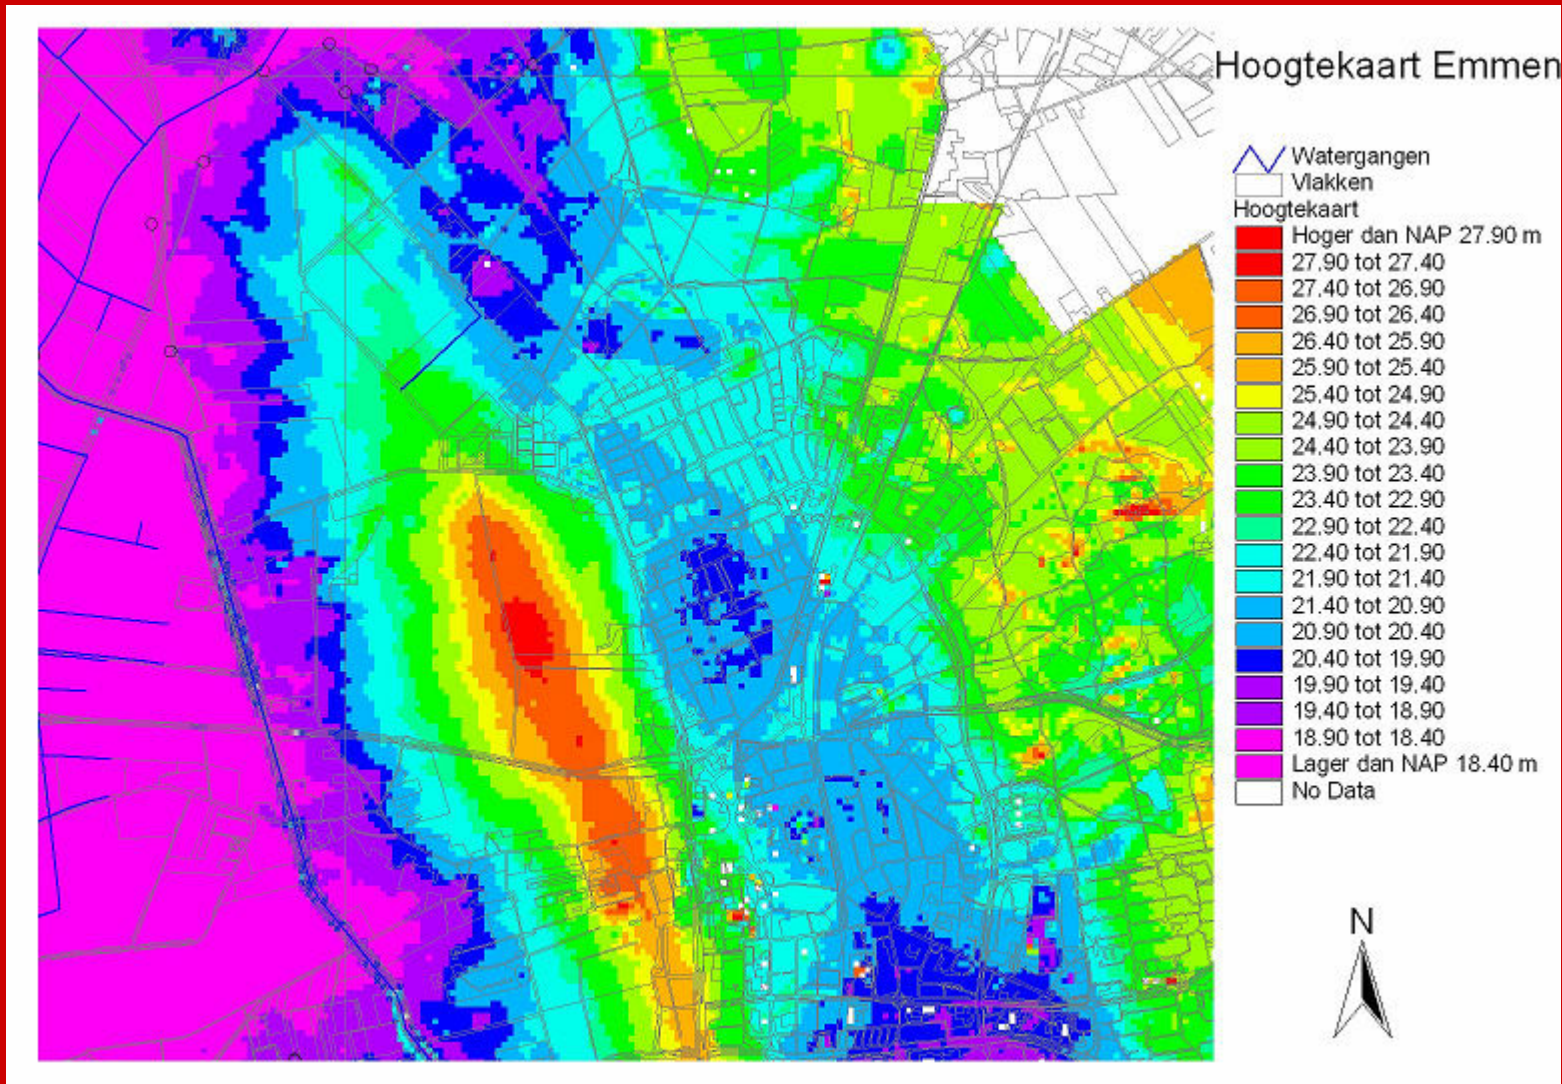 Hoogtekaart Emmen
Watergangen
Vlakken
Hoogtekaart
Hoger dan NAP 27.90 m
27.90 tot 27.40
27.40 tot 26.90
26.90 tot 26.40
26.40 tot 25.90
25.90 tot 25.40
25.40 tot 24.90
24.90 tot 24.40
24.40 tot 23.90
23.90 tot 23.40
23.40 tot 22.90
22.90 tot 22.40
22.40 tot 21.90
21.90 tot 21.40
21.40 tot 20.90
20.90 tot 20.40
20.40 tot 19.90
19.90 tot 19.40
19.40 tot 18.90
18.90 tot 18.40
Lager dan NAP 18.40 m
No Data
N